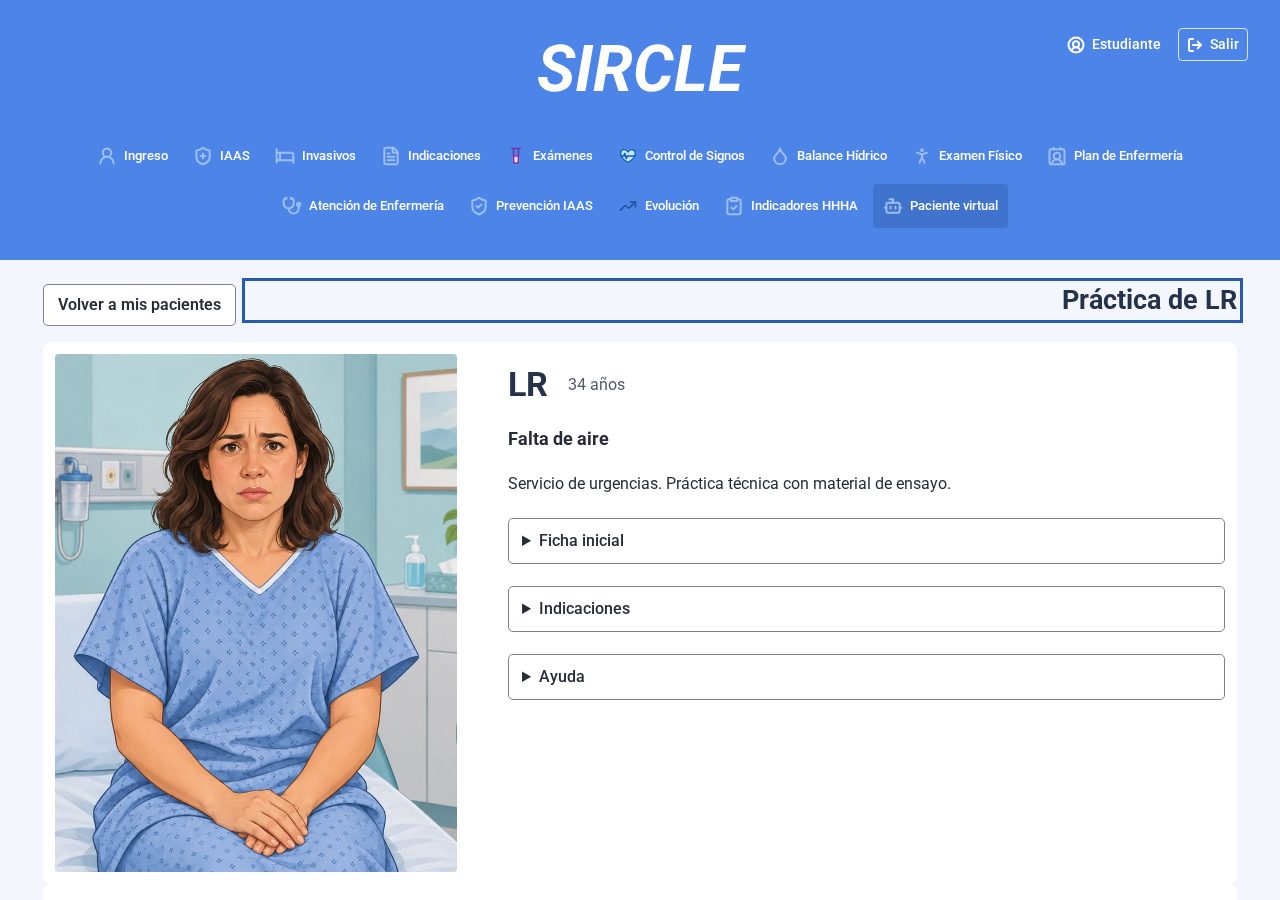 SIRCLE
Estudiante
Salir
Ingreso
IAAS
Invasivos
Indicaciones
Exámenes
Control de Signos
Balance Hídrico
Examen Físico
Plan de Enfermería
Atención de Enfermería
Prevención IAAS
Evolución
Indicadores HHHA
Paciente virtual
Volver a mis pacientes
Práctica de LR
LR 34 años
Falta de aire
Servicio de urgencias. Práctica técnica con material de ensayo.
Ficha inicial
Indicaciones
Ayuda